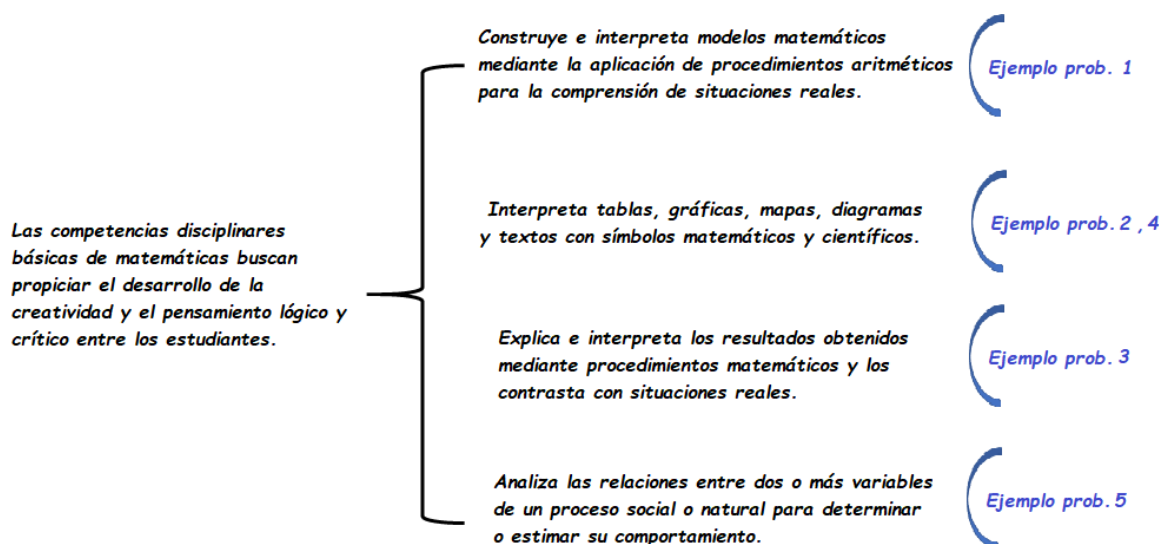 Las competencias disciplinares
básicas de matemáticas buscan
propiciar el desarrollo de la
creatividad y el pensamiento lógico y
crítico entre los estudiantes.
Construye e interpreta modelos matemáticos
mediante la aplicación de procedimientos aritméticos
para la comprensión de situaciones reales.
Ejemplo prob. 1
Interpreta tablas, gráficas, mapas, diagramas
y textos con símbolos matemáticos y científicos.
Ejemplo prob. 2 , 4
Explica e interpreta los resultados obtenidos
mediante procedimientos matemáticos y los
contrasta con situaciones reales.
Ejemplo prob. 3
Analiza las relaciones entre dos o más variables
de un proceso social o natural para determinar
o estimar su comportamiento.
Ejemplo prob. 5